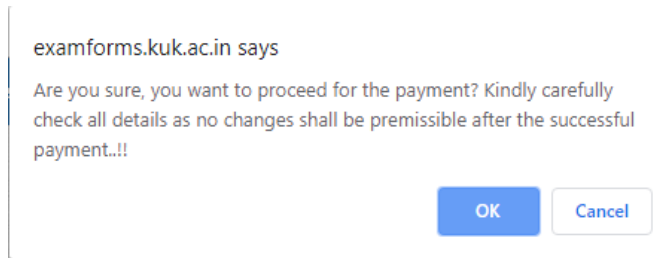 examforms.kuk.ac.in says
Are you sure, you want to proceed for the payment? Kindly carefully
check all details as no changes shall be premissible after the successful
payment..!!
OK Cancel